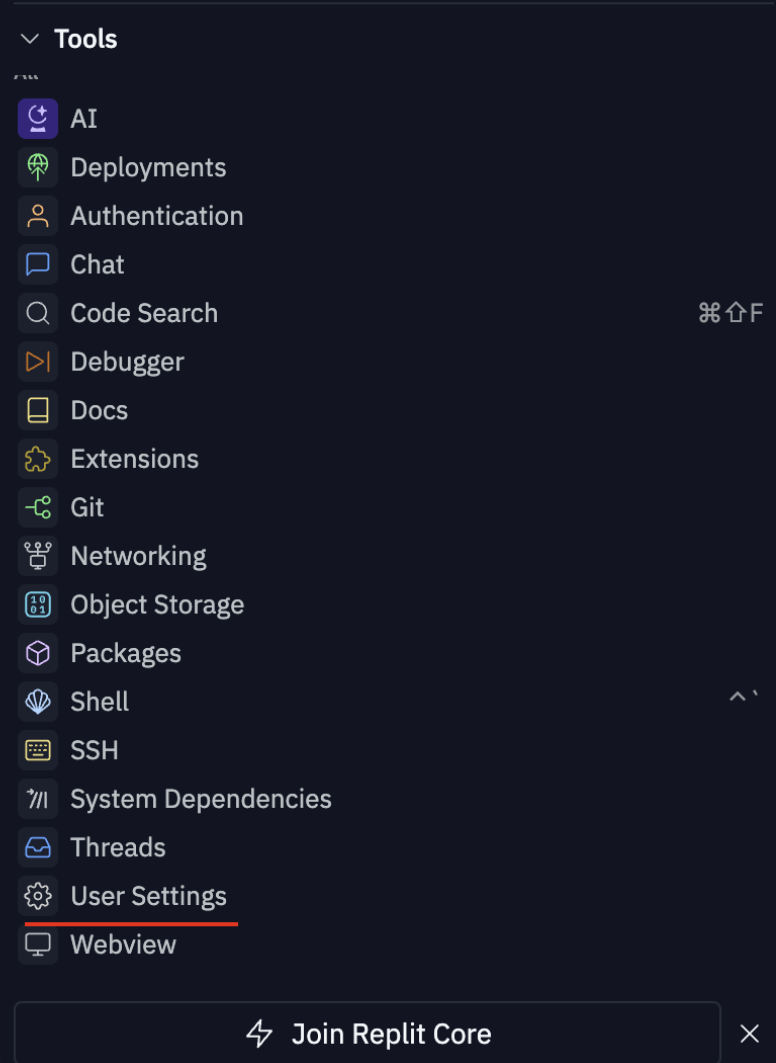 Tools
All
AI
Deployments
Authentication
Chat
Code Search ⌘⇧F
Debugger
Docs
Extensions
Git
Networking
Object Storage
Packages
Shell ^ `
SSH
System Dependencies
Threads
User Settings
Webview
Join Replit Core